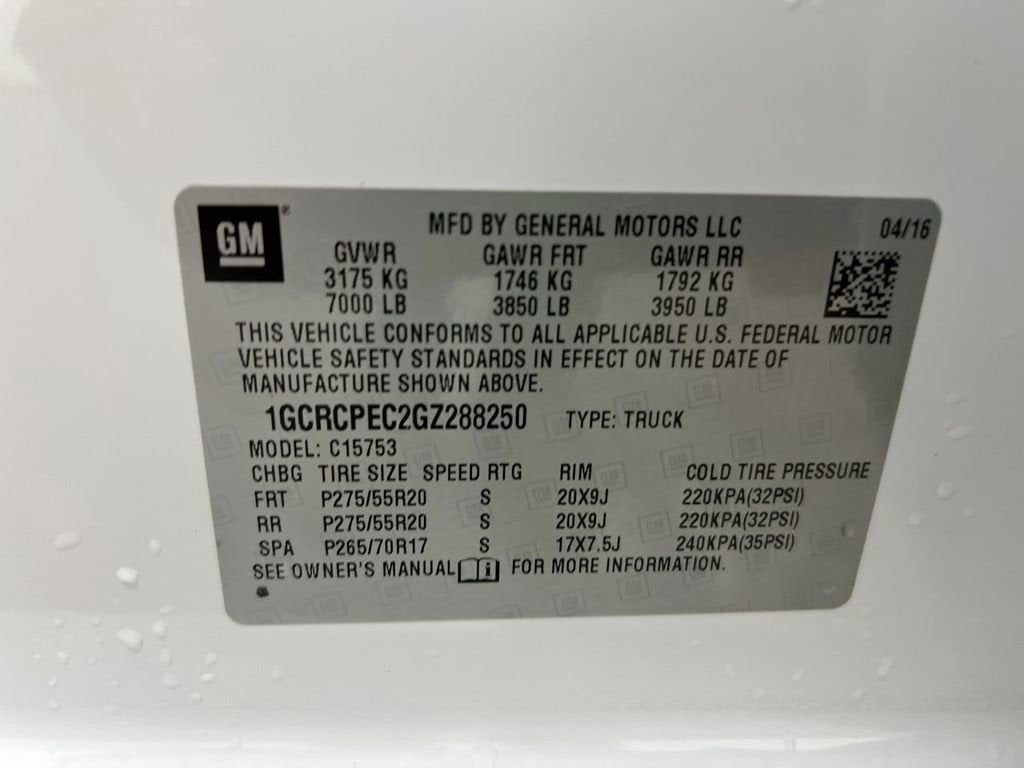 GM® MFD BY GENERAL MOTORS LLC 04/16
GVWR GAWR FRT GAWR RR
3175 KG 1746 KG 1792 KG
7000 LB 3850 LB 3950 LB
THIS VEHICLE CONFORMS TO ALL APPLICABLE U.S. FEDERAL MOTOR
VEHICLE SAFETY STANDARDS IN EFFECT ON THE DATE OF
MANUFACTURE SHOWN ABOVE.
1GCRCPEC2GZ288250 TYPE: TRUCK
MODEL: C15753
CHBG TIRE SIZE SPEED RTG RIM COLD TIRE PRESSURE
FRT P275/55R20 S 20X9J 220KPA(32PSI)
RR P275/55R20 S 20X9J 220KPA(32PSI)
SPA P265/70R17 S 17X7.5J 240KPA(35PSI)
SEE OWNER'S MANUAL i FOR MORE INFORMATION.